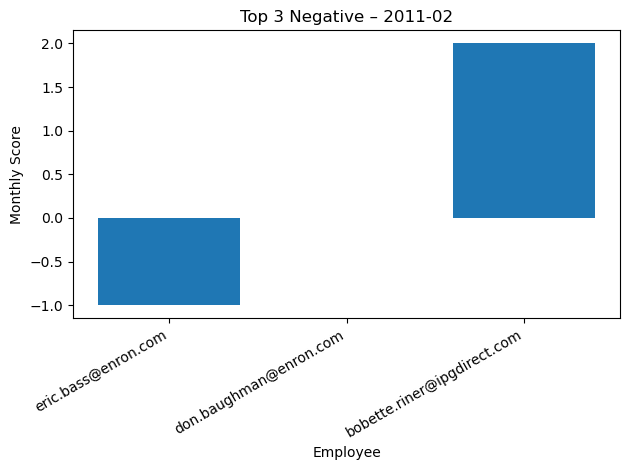 Top 3 Negative – 2011-02
Monthly Score
2.0
1.5
1.0
0.5
0.0
−0.5
−1.0
eric.bass@enron.com
don.baughman@enron.com
bobette.riner@ipgdirect.com
Employee